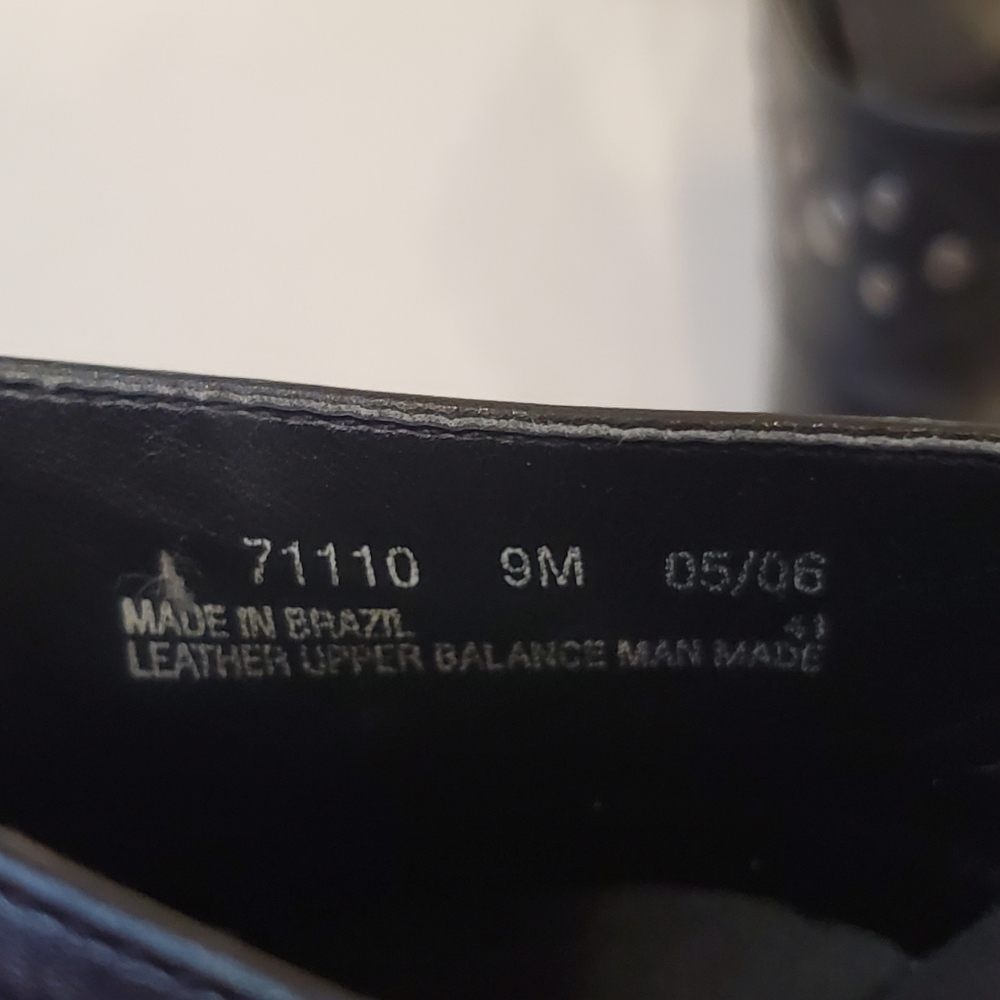 71110 9M 05/06
MADE IN BRAZIL 41
LEATHER UPPER BALANCE MAN MADE